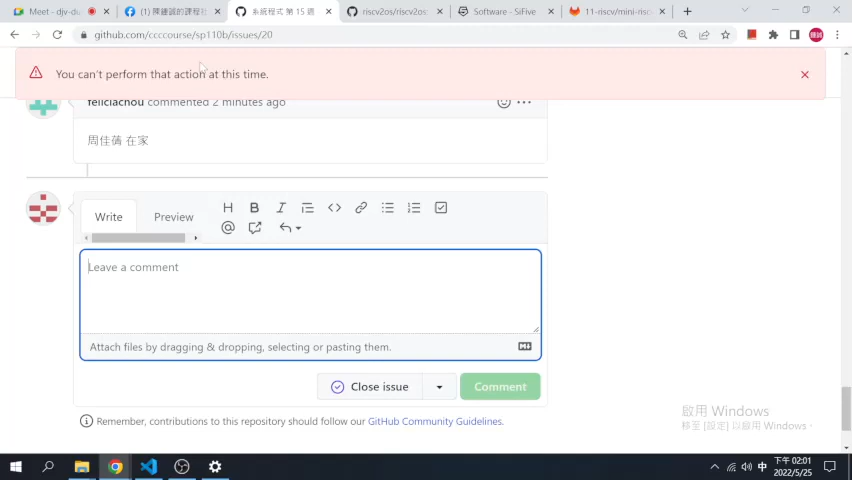 Meet - djv-du
(1) 陳鍾誠的課程社
系統程式 第 15 週
riscv2os/riscv2os:
Software - SiFive
11-riscv/mini-risc
github.com/ccccourse/sp110b/issues/20
You can't perform that action at this time.
feliciachou commented 2 minutes ago
在家
Write
Preview
Leave a comment
Attach files by dragging & dropping, selecting or pasting them.
Close issue
Comment
Remember, contributions to this repository should follow our GitHub Community Guidelines.
啟用 Windows
移至 [設定] 以啟用 Windows。
中
下午 02:01
2022/5/25